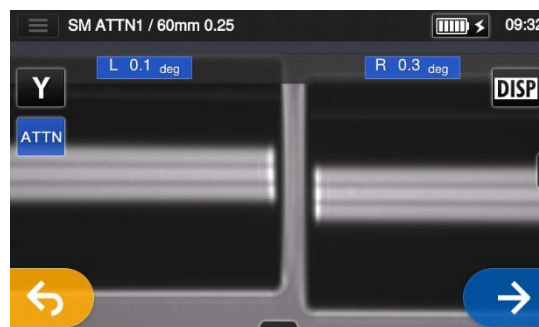 SM ATTN1 / 60mm 0.25
09:32
L 0.1 deg
R 0.3 deg
Y
DISP
ATTN